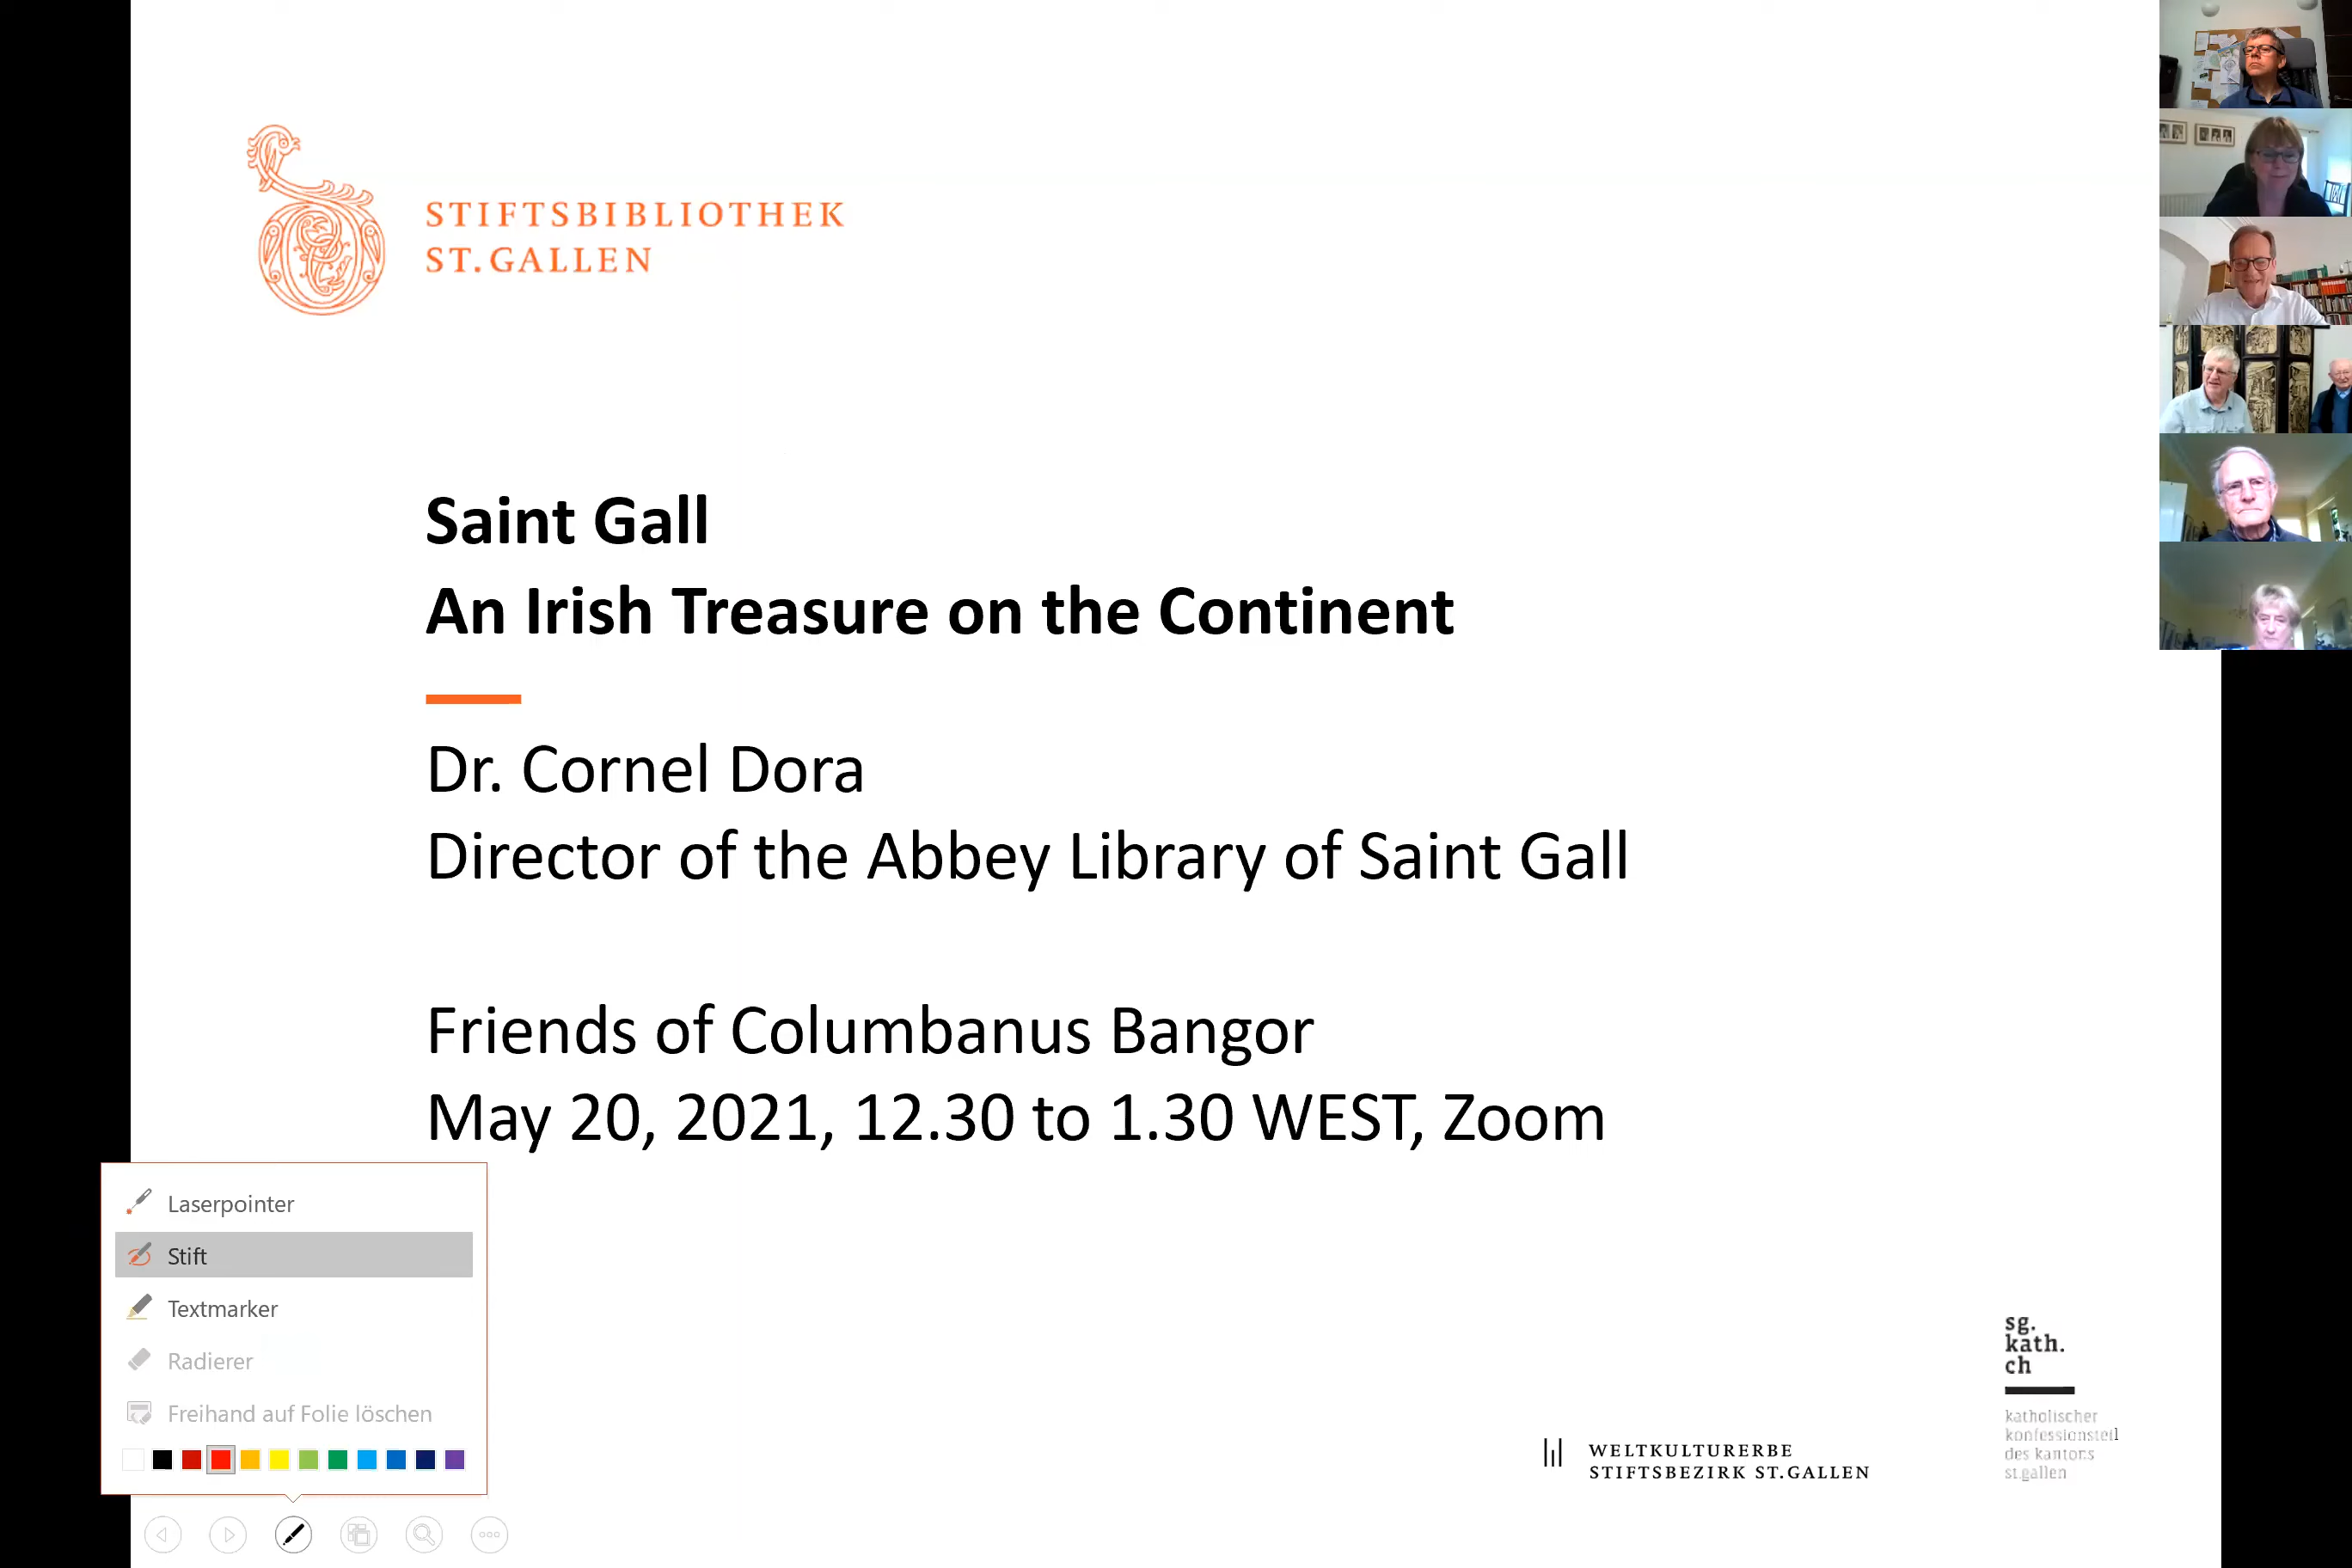 STIFTSBIBLIOTHEK
ST.GALLEN
Saint Gall
An Irish Treasure on the Continent
Dr. Cornel Dora
Director of the Abbey Library of Saint Gall
Friends of Columbanus Bangor
May 20, 2021, 12.30 to 1.30 WEST, Zoom
Laserpointer
Stift
Textmarker
Radierer
Freihand auf Folie löschen
WELTKULTURERBE
STIFTSBEZIRK ST.GALLEN
sg.
kath.
ch
katholischer
konfessionsteil
des kantons
st.gallen